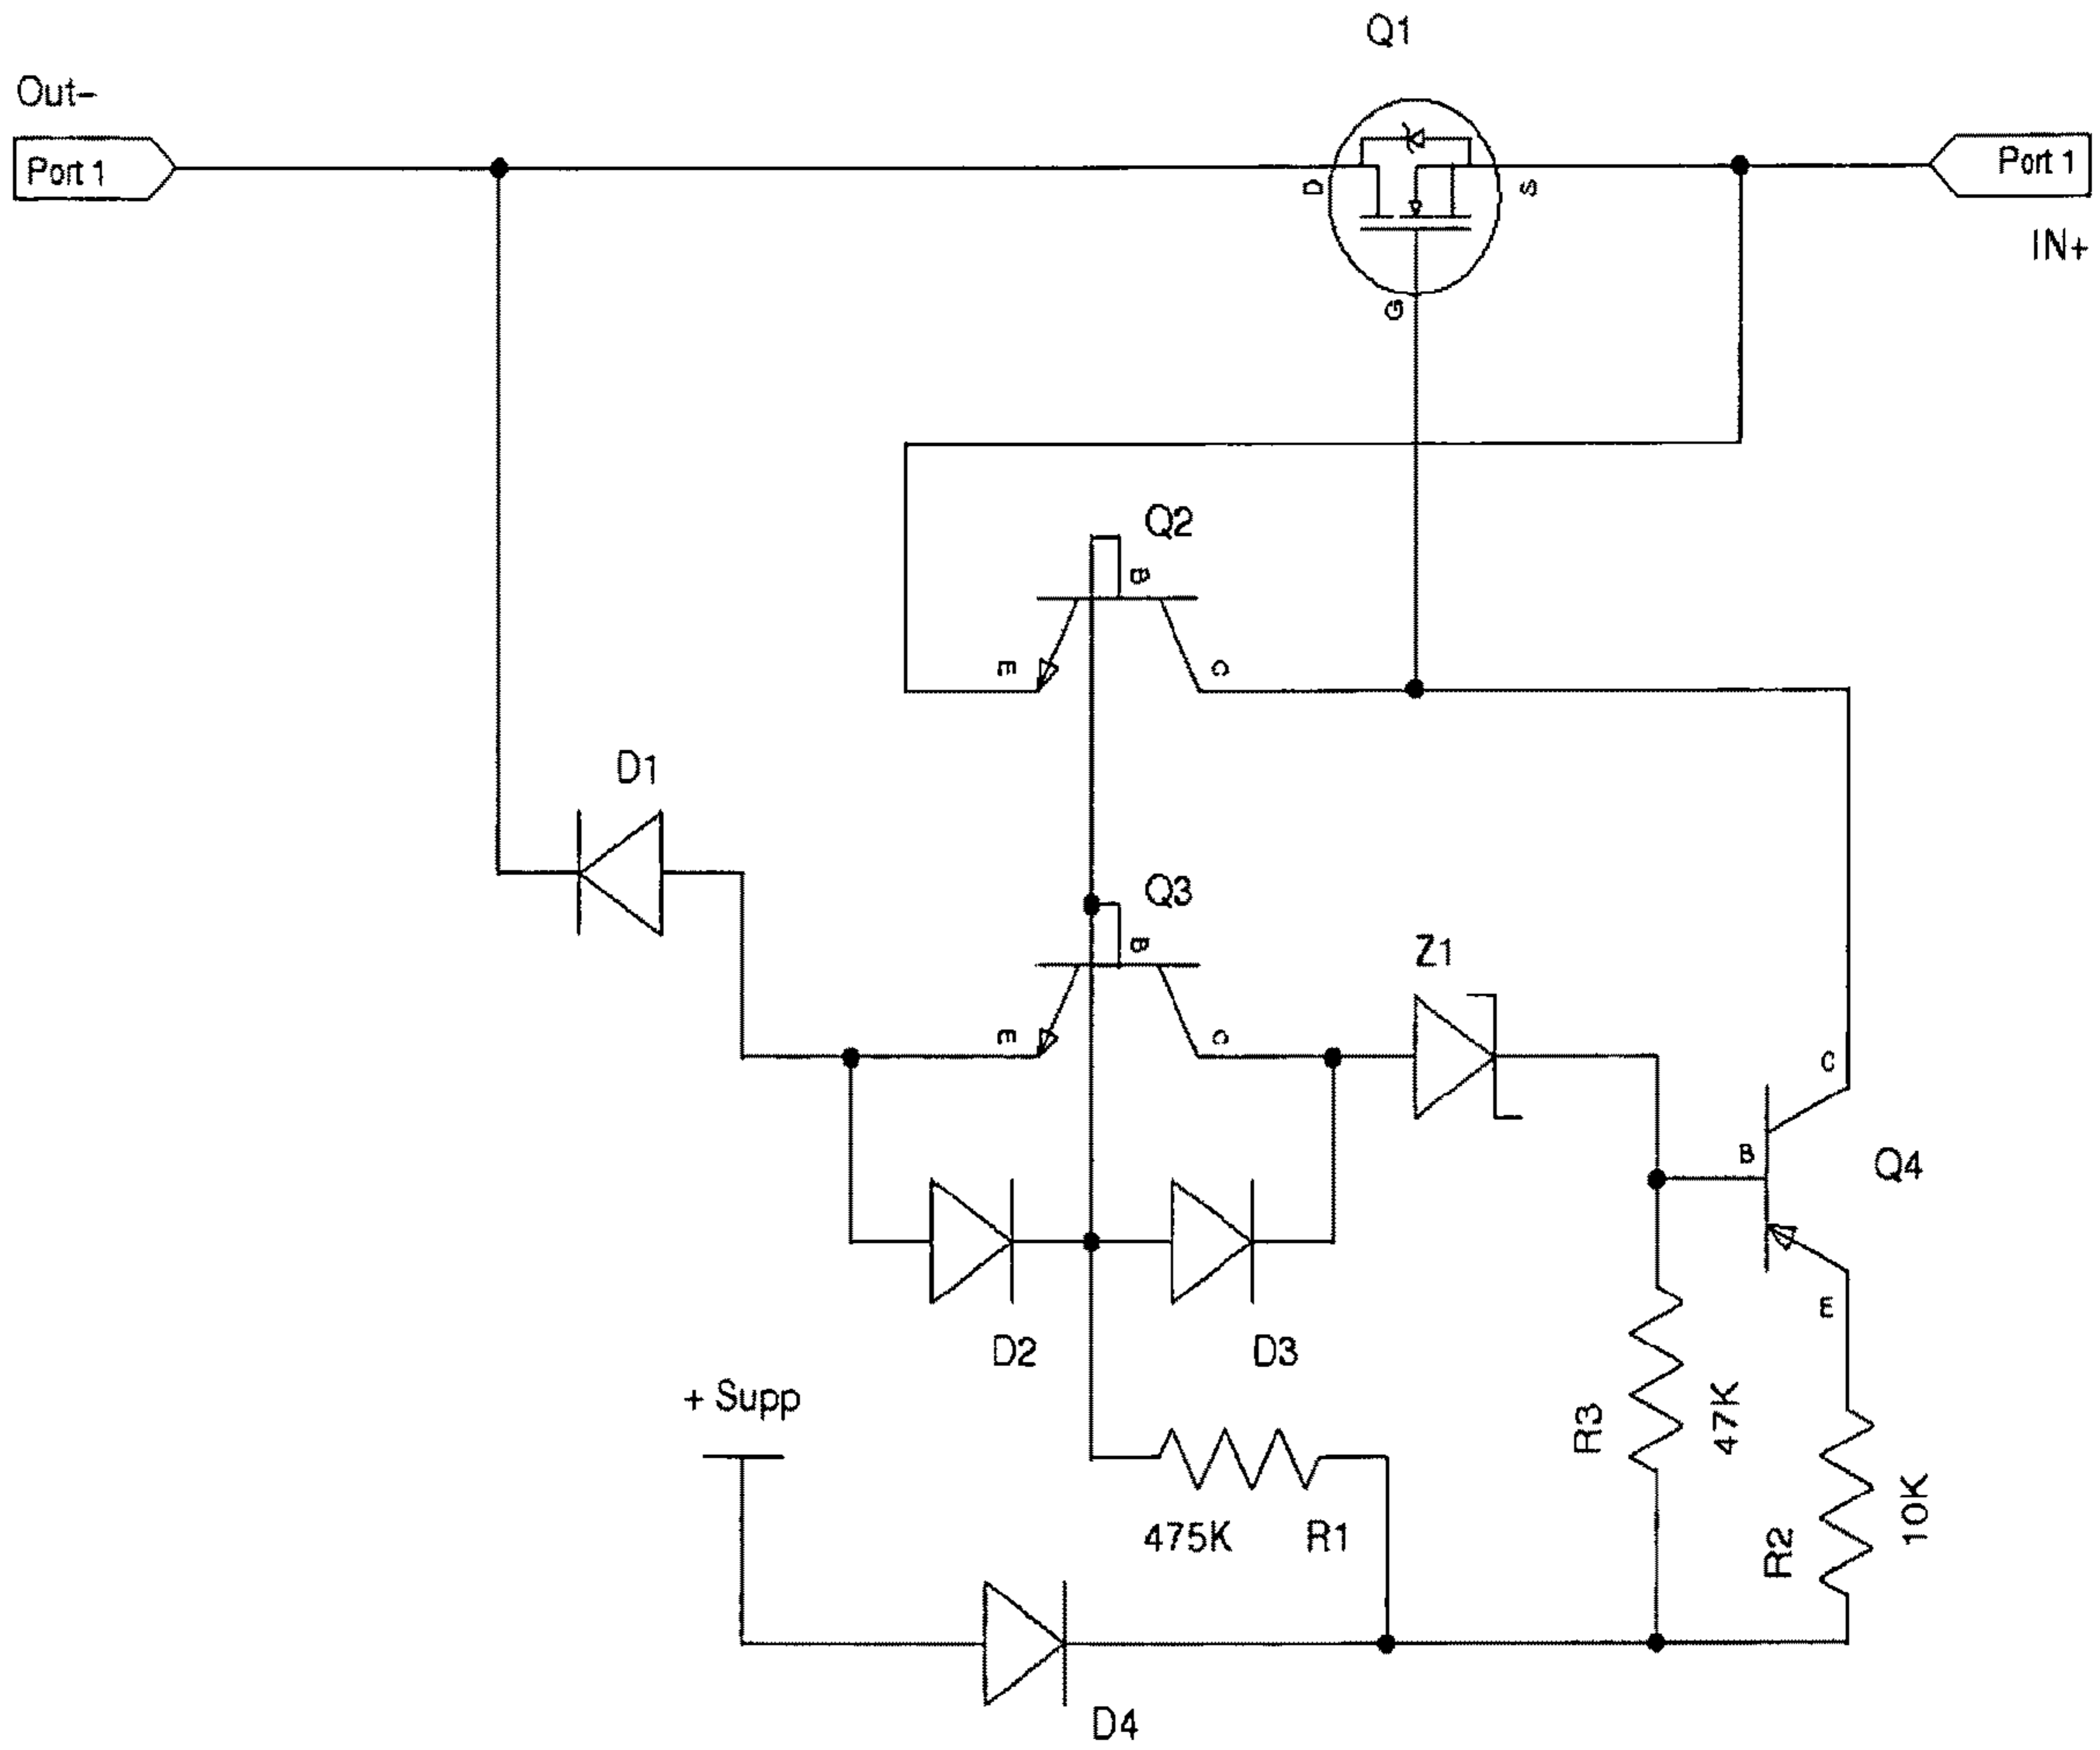 Q1
Out-
Port 1
Port 1
D
S
IN+
G
Q2
B
E
C
D1
Q3
B
Z1
E
C
C
B
Q4
E
D2
D3
+ Supp
R3
47K
10K
475K
R1
R2
D4